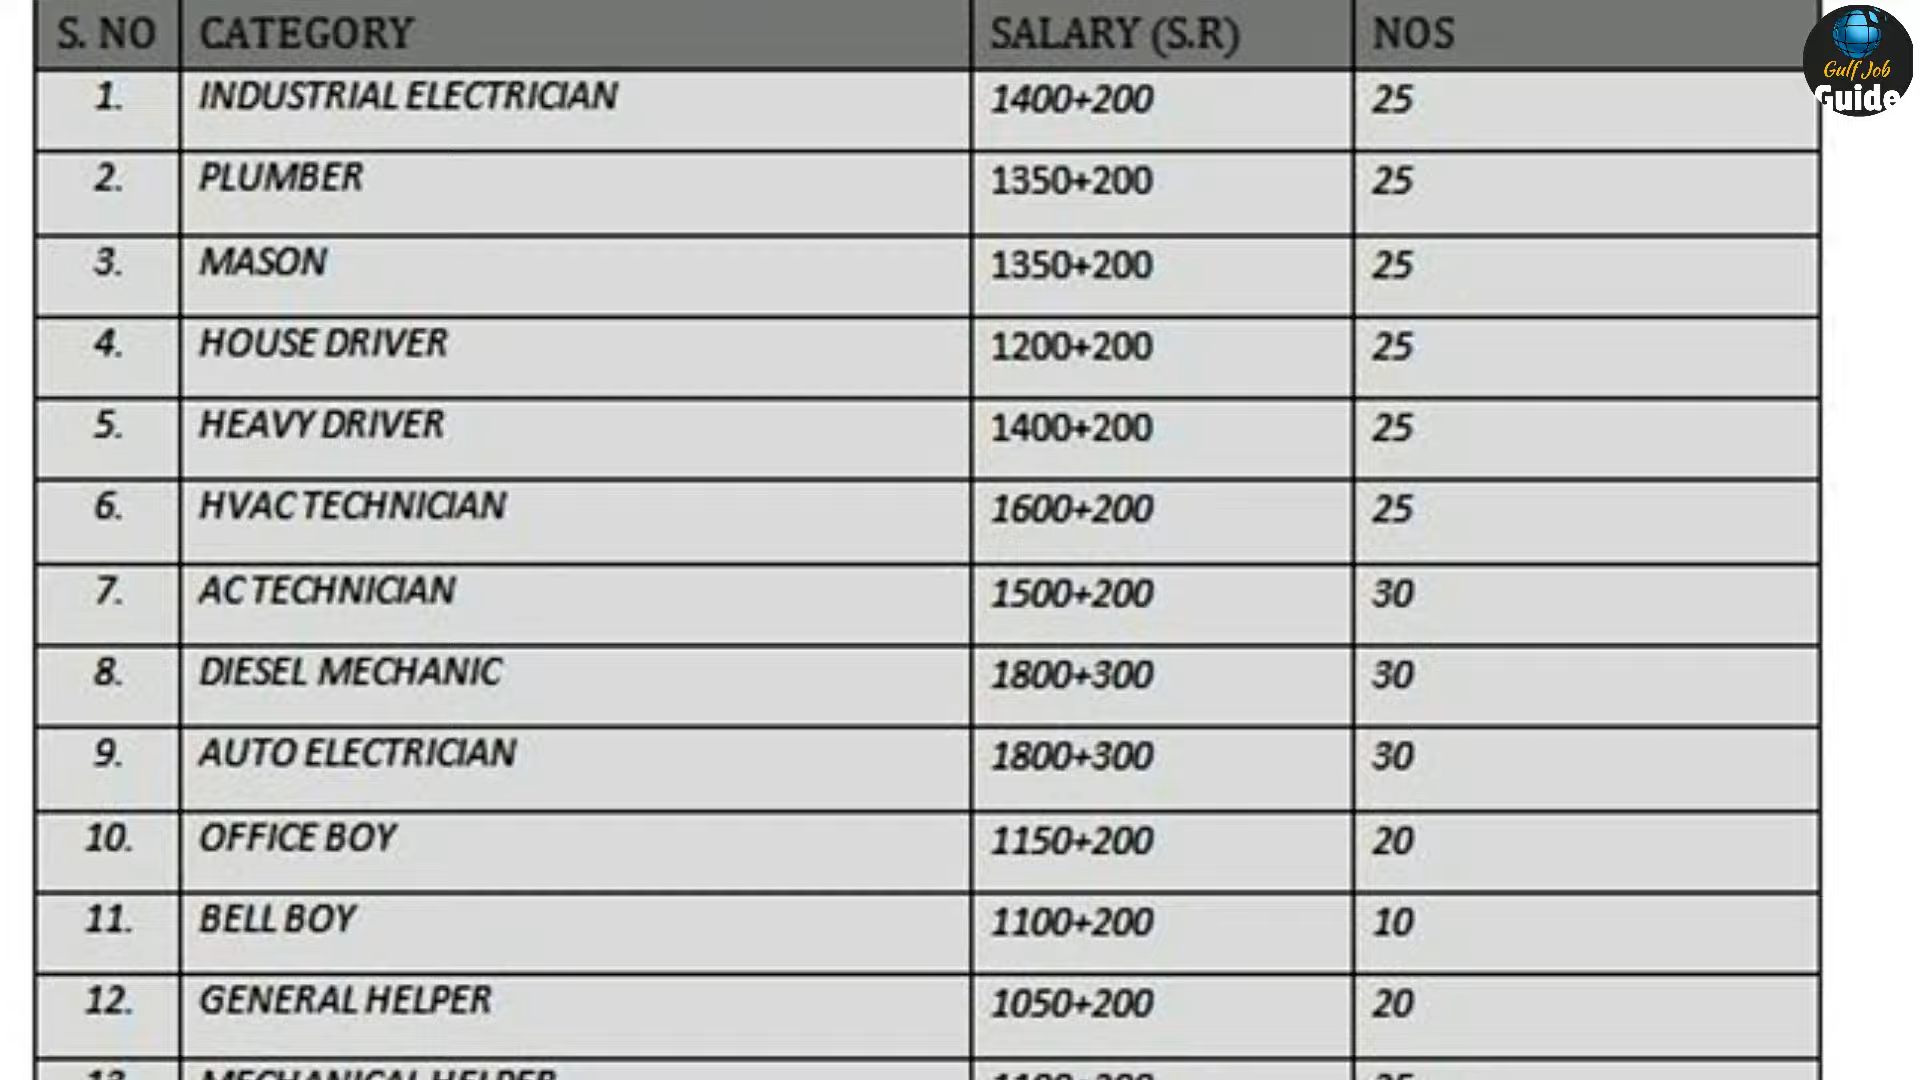 S. NO CATEGORY SALARY (S.R) NOS
1. INDUSTRIAL ELECTRICIAN 1400+200 25
2. PLUMBER 1350+200 25
3. MASON 1350+200 25
4. HOUSE DRIVER 1200+200 25
5. HEAVY DRIVER 1400+200 25
6. HVAC TECHNICIAN 1600+200 25
7. AC TECHNICIAN 1500+200 30
8. DIESEL MECHANIC 1800+300 30
9. AUTO ELECTRICIAN 1800+300 30
10. OFFICE BOY 1150+200 20
11. BELL BOY 1100+200 10
12. GENERAL HELPER 1050+200 20
13. MECHANICAL HELPER
Gulf Job
Guide